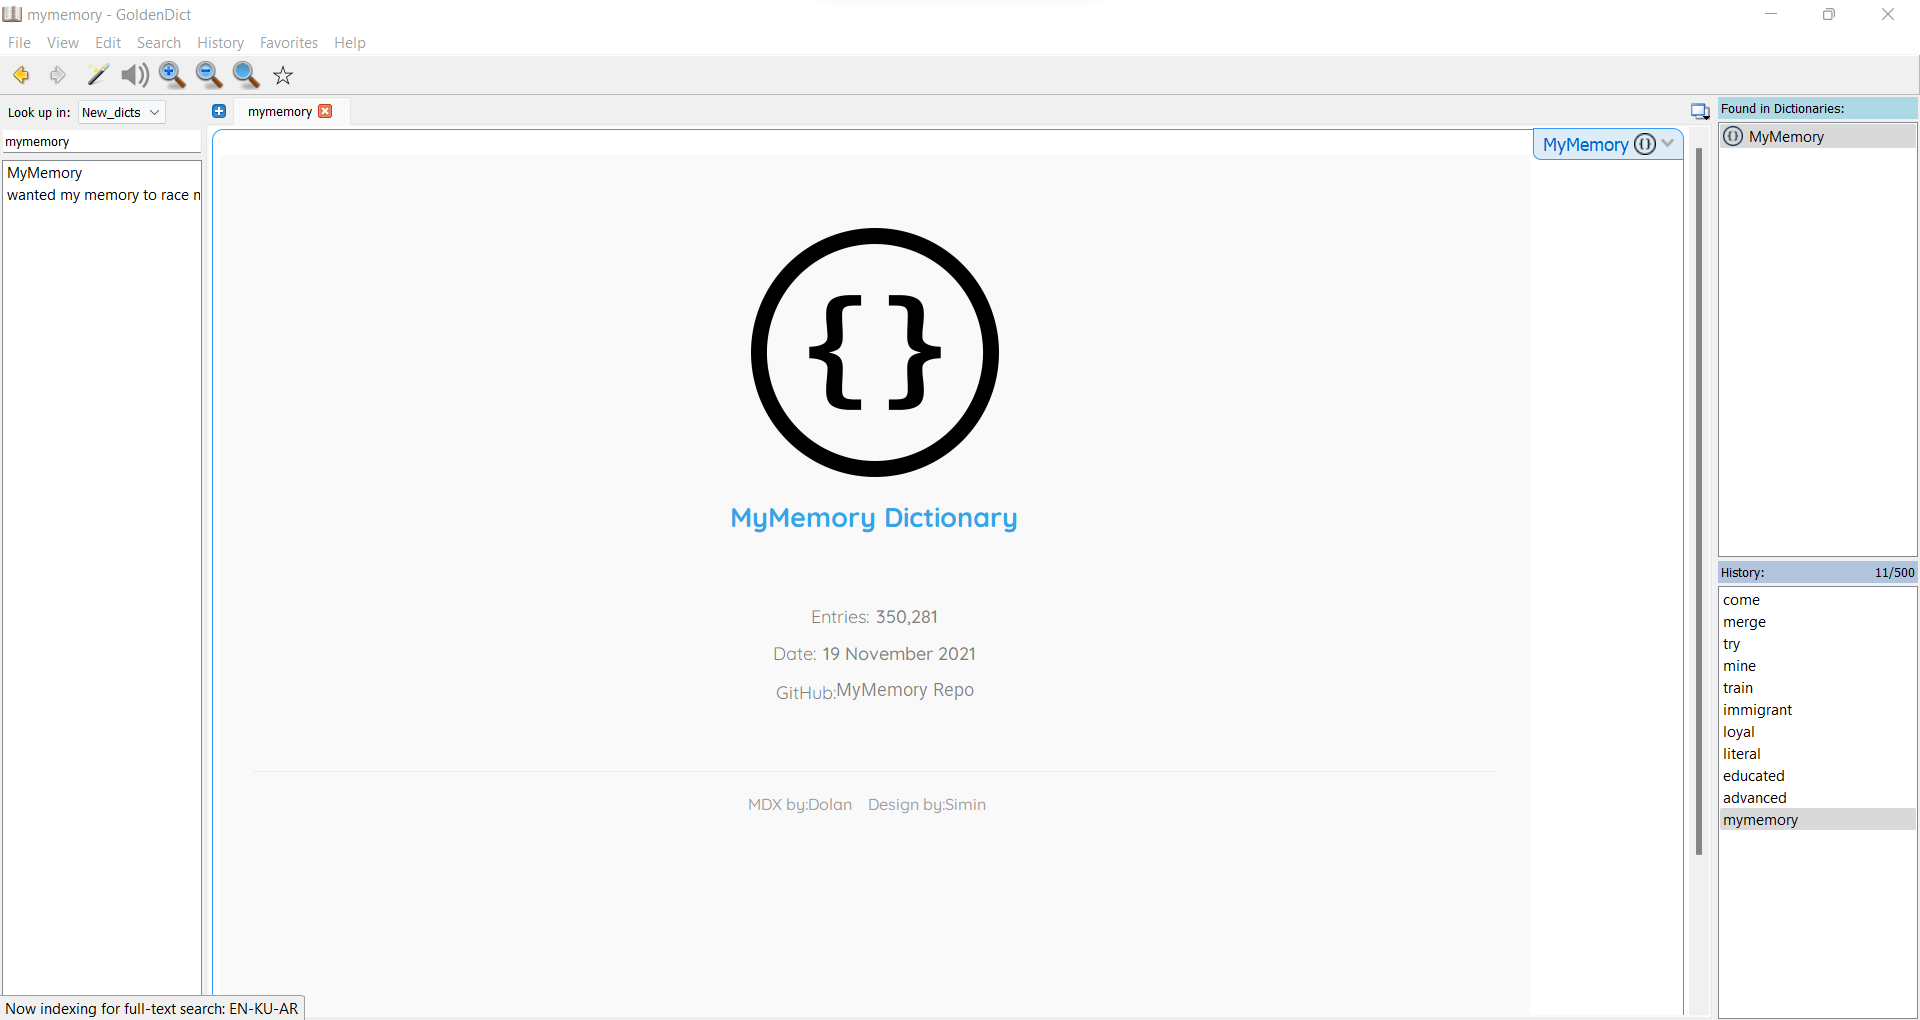 mymemory - GoldenDict
File View Edit Search History Favorites Help
Look up in: New_dicts
mymemory
MyMemory
wanted my memory to race
mymemory
MyMemory {}
{}
MyMemory Dictionary
Entries: 350,281
Date: 19 November 2021
GitHub:MyMemory Repo
MDX by:Dolan Design by:Simin
Found in Dictionaries:
{} MyMemory
History: 11/500
come
merge
try
mine
train
immigrant
loyal
literal
educated
advanced
mymemory
Now indexing for full-text search: EN-KU-AR